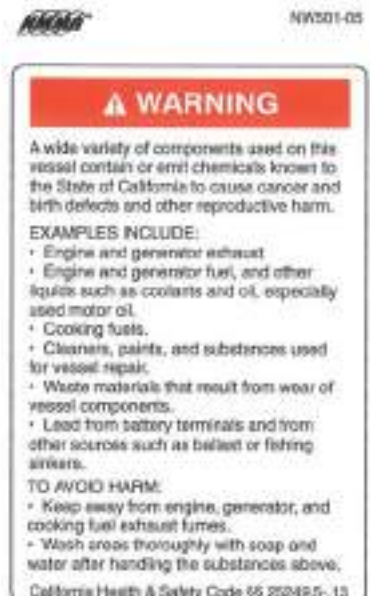 NMMA™
NW501-05
⚠ WARNING
A wide variety of components used on this
vessel contain or emit chemicals known to
the State of California to cause cancer and
birth defects and other reproductive harm.
EXAMPLES INCLUDE:
• Engine and generator exhaust
• Engine and generator fuel, and other
liquids such as coolants and oil, especially
used motor oil.
• Cooking fuels.
• Cleaners, paints, and substances used
for vessel repair.
• Waste materials that result from wear of
vessel components.
• Lead from battery terminals and from
other sources such as ballast or fishing
sinkers.
TO AVOID HARM:
• Keep away from engine, generator, and
cooking fuel exhaust fumes.
• Wash areas thoroughly with soap and
water after handling the substances above.
California Health & Safety Code §§ 25249.5-.13